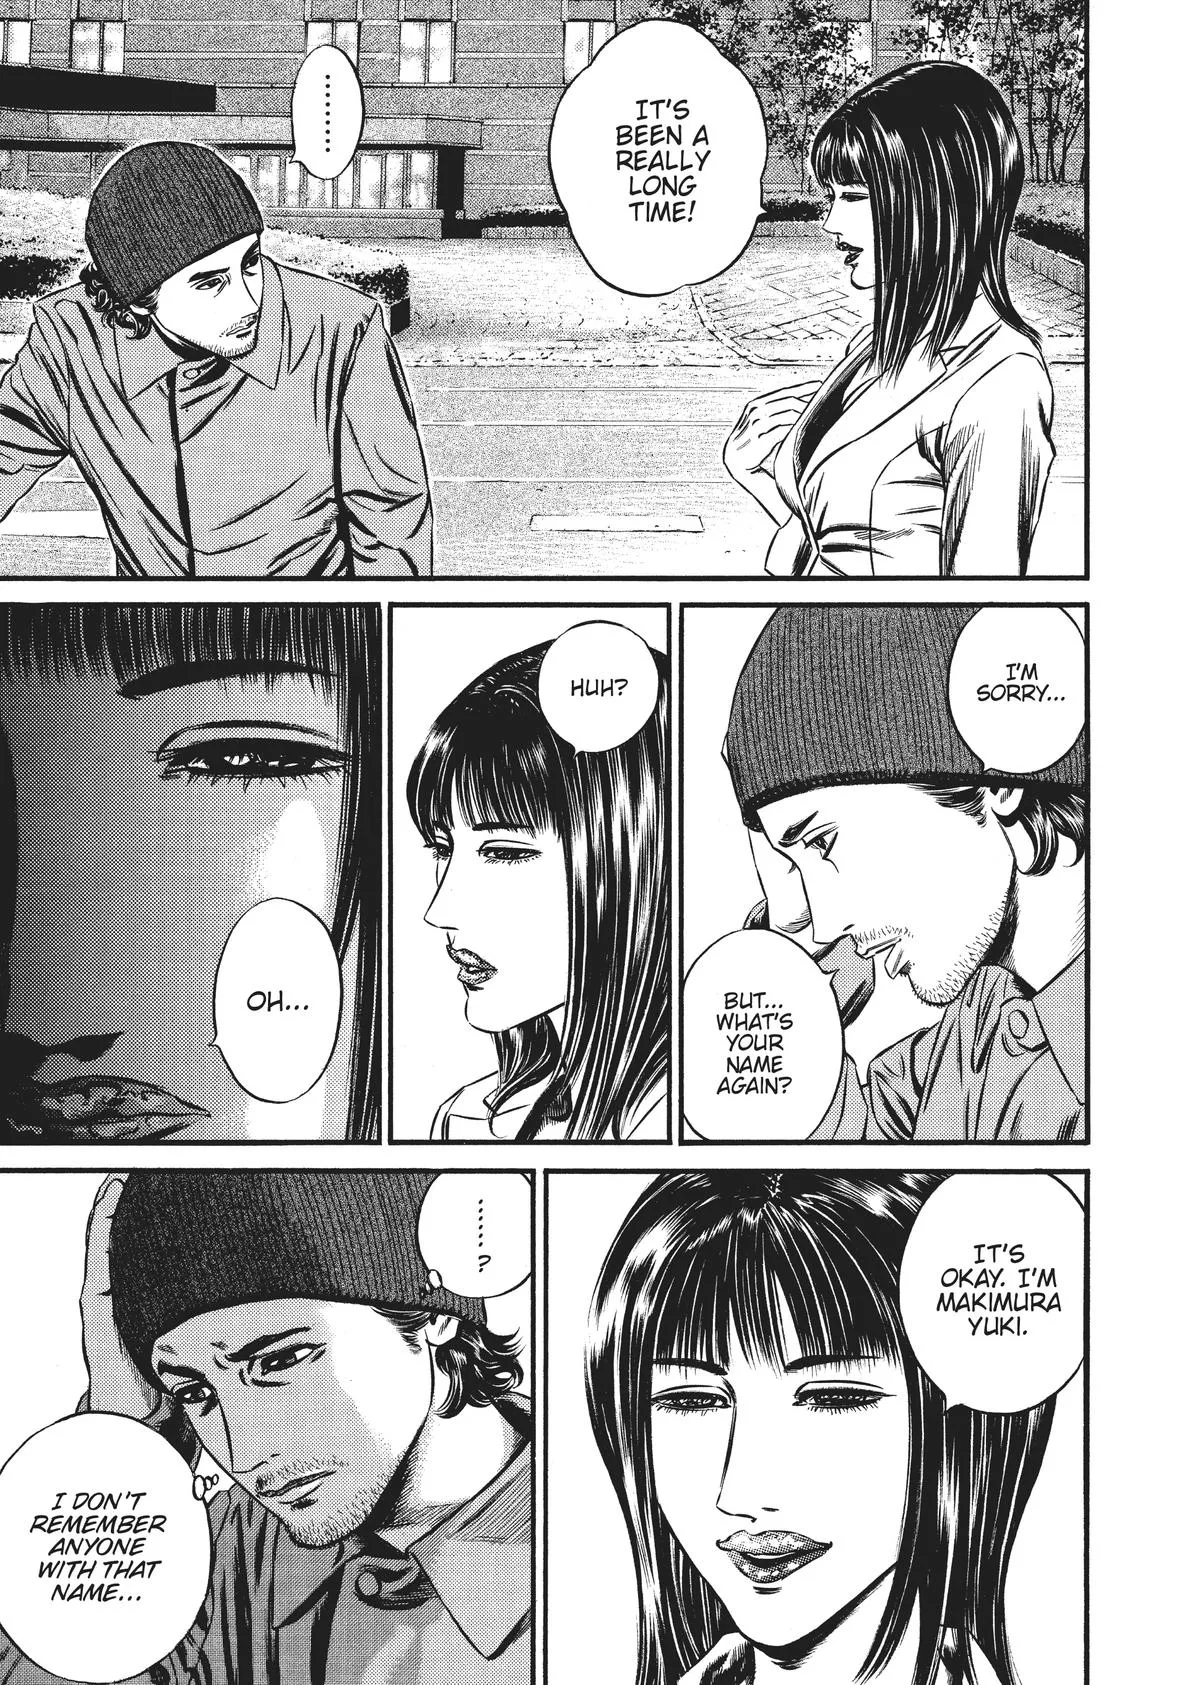 IT'S
BEEN A
REALLY
LONG
TIME!
.........
I'M
SORRY...
BUT...
WHAT'S
YOUR
NAME
AGAIN?
HUH?
OH...
IT'S
OKAY. I'M
MAKIMURA
YUKI.
......?
I DON'T
REMEMBER
ANYONE
WITH THAT
NAME...